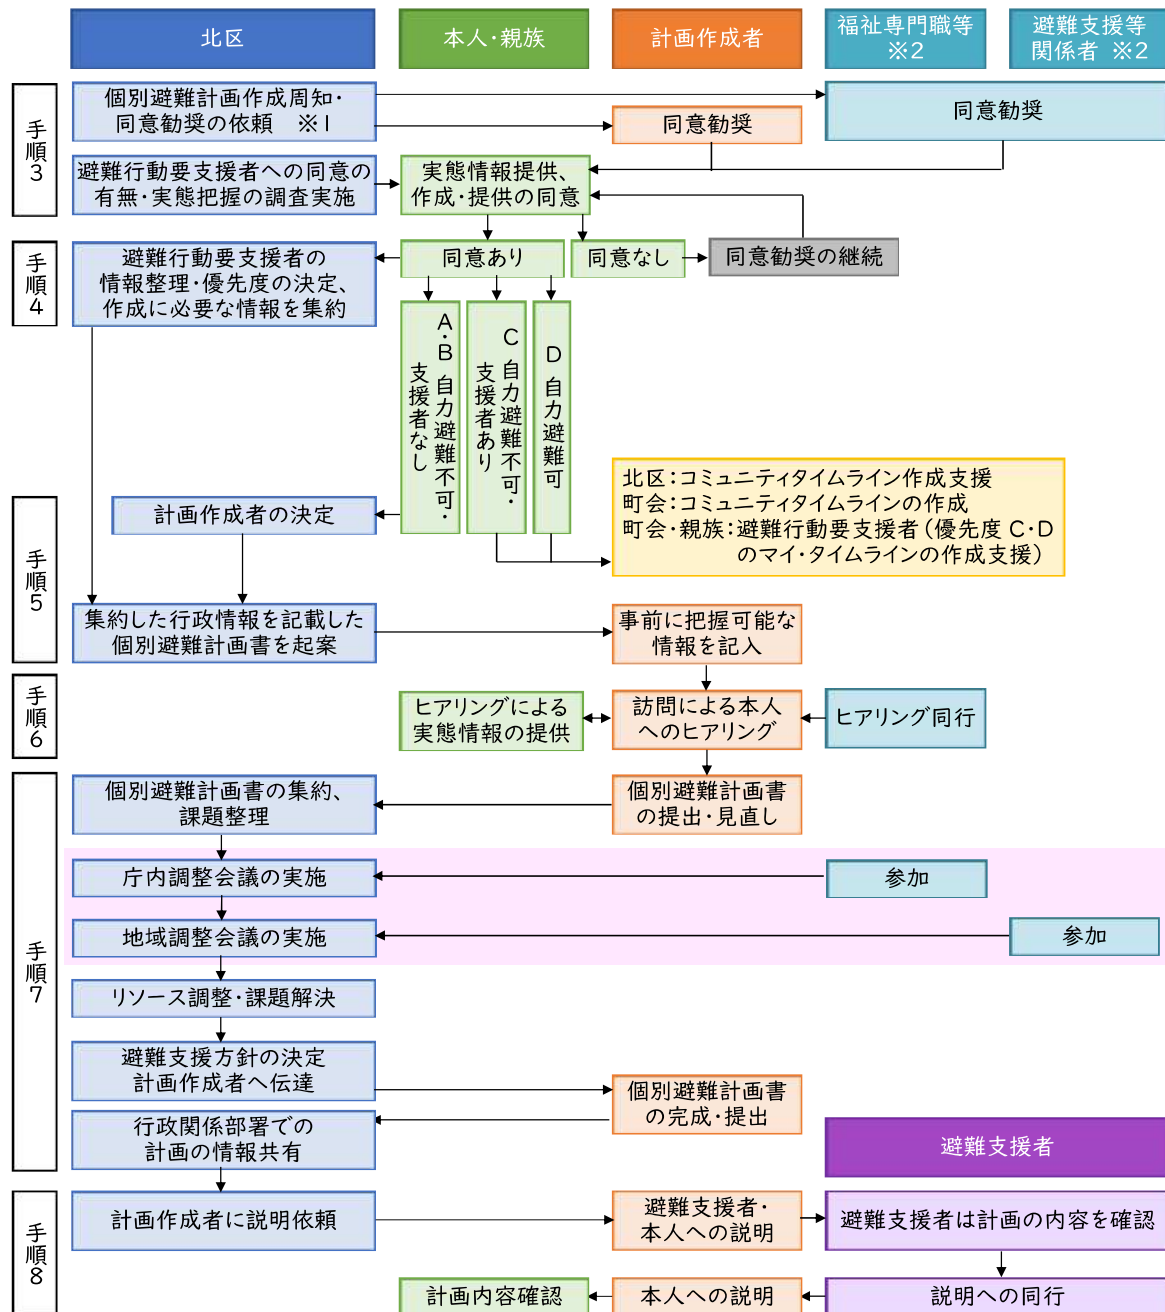 北区
本人・親族
計画作成者
福祉専門職等
※2
避難支援等
関係者 ※2
手順3
個別避難計画作成周知・
同意勧奨の依頼 ※1
同意勧奨
同意勧奨
避難行動要支援者への同意の
有無・実態把握の調査実施
実態情報提供、
作成・提供の同意
手順4
避難行動要支援者の
情報整理・優先度の決定、
作成に必要な情報を集約
同意あり
同意なし
同意勧奨の継続
A・B 自力避難不可・
支援者なし
C 自力避難不可・
支援者あり
D 自力避難可
北区：コミュニティタイムライン作成支援
町会：コミュニティタイムラインの作成
町会・親族：避難行動要支援者（優先度 C・D
のマイ・タイムラインの作成支援）
手順5
計画作成者の決定
集約した行政情報を記載した
個別避難計画書を起案
事前に把握可能な
情報を記入
手順6
ヒアリングによる
実態情報の提供
訪問による本人
へのヒアリング
ヒアリング同行
手順7
個別避難計画書の集約、
課題整理
個別避難計画書
の提出・見直し
庁内調整会議の実施
参加
地域調整会議の実施
参加
リソース調整・課題解決
避難支援方針の決定
計画作成者へ伝達
個別避難計画書
の完成・提出
行政関係部署での
計画の情報共有
避難支援者
手順8
計画作成者に説明依頼
避難支援者・
本人への説明
避難支援者は計画の内容を確認
計画内容確認
本人への説明
説明への同行